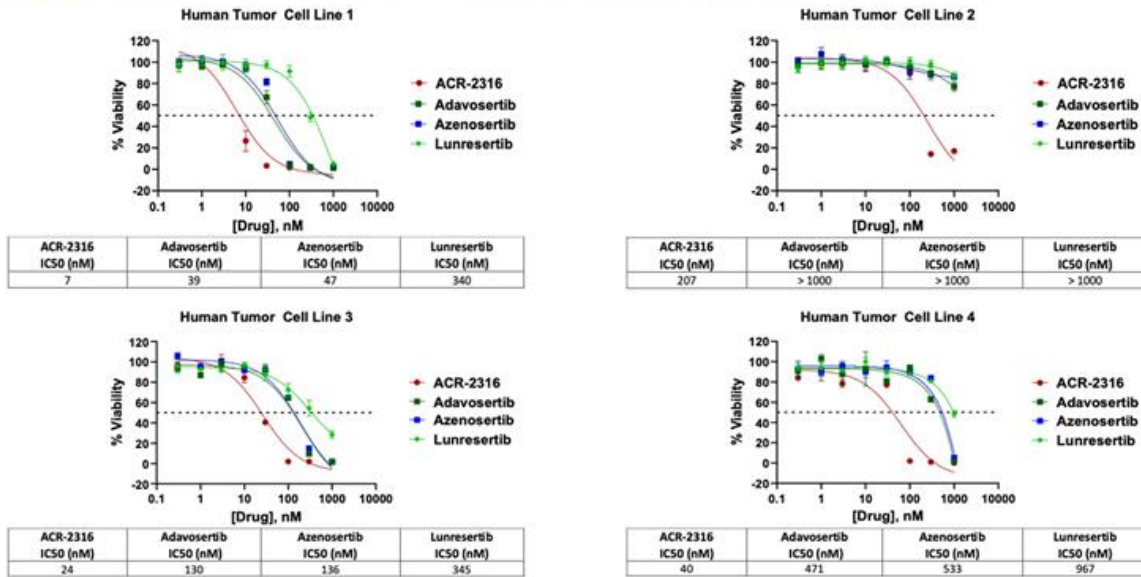 Human Tumor Cell Line 1
120
100
80
60
40
20
0
-20
% Viability
0.1 1 10 100 1000 10000
[Drug], nM
ACR-2316
Adavosertib
Azenosertib
Lunresertib
ACR-2316 IC50 (nM) Adavosertib IC50 (nM) Azenosertib IC50 (nM) Lunresertib IC50 (nM)
7 39 47 340
Human Tumor Cell Line 2
120
100
80
60
40
20
0
-20
% Viability
0.1 1 10 100 1000 10000
[Drug], nM
ACR-2316
Adavosertib
Azenosertib
Lunresertib
ACR-2316 IC50 (nM) Adavosertib IC50 (nM) Azenosertib IC50 (nM) Lunresertib IC50 (nM)
207 > 1000 > 1000 > 1000
Human Tumor Cell Line 3
120
100
80
60
40
20
0
-20
% Viability
0.1 1 10 100 1000 10000
[Drug], nM
ACR-2316
Adavosertib
Azenosertib
Lunresertib
ACR-2316 IC50 (nM) Adavosertib IC50 (nM) Azenosertib IC50 (nM) Lunresertib IC50 (nM)
24 130 136 345
Human Tumor Cell Line 4
120
100
80
60
40
20
0
-20
% Viability
0.1 1 10 100 1000 10000
[Drug], nM
ACR-2316
Adavosertib
Azenosertib
Lunresertib
ACR-2316 IC50 (nM) Adavosertib IC50 (nM) Azenosertib IC50 (nM) Lunresertib IC50 (nM)
40 471 533 967